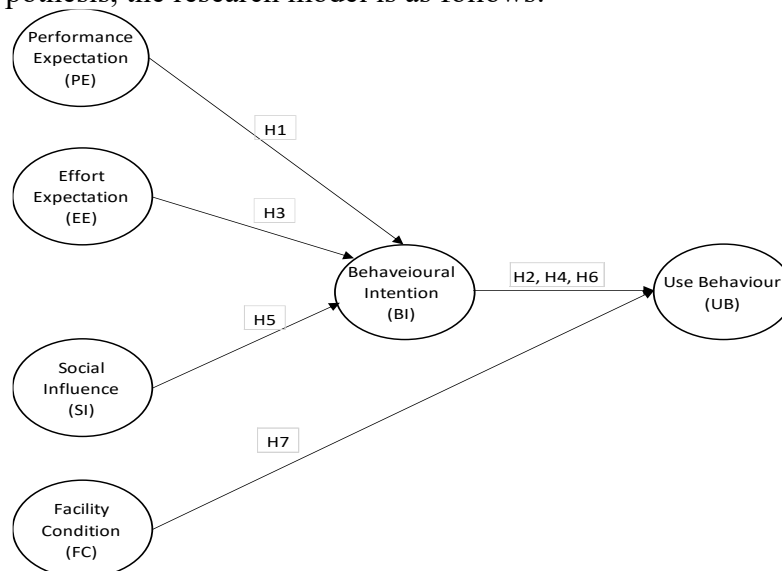 pothesis, the research model is as follows:
Performance
Expectation
(PE)
H1
Effort
Expectation
(EE)
H3
Behaveioural
Intention
(BI)
H2, H4, H6
Use Behaviour
(UB)
H5
Social
Influence
(SI)
H7
Facility
Condition
(FC)